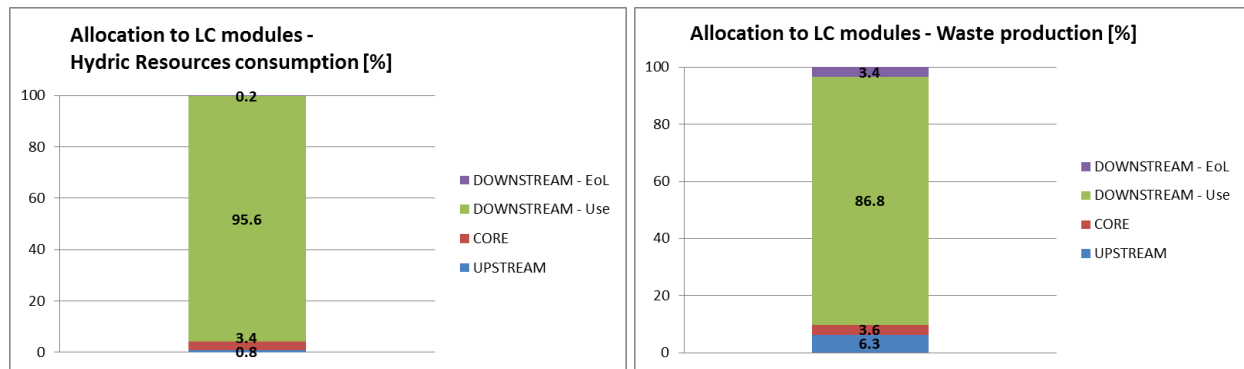 Allocation to LC modules -
Hydric Resources consumption [%]
100
80
60
40
20
0
0.2
95.6
3.4
0.8
DOWNSTREAM - EoL
DOWNSTREAM - Use
CORE
UPSTREAM
Allocation to LC modules - Waste production [%]
100
80
60
40
20
0
3.4
86.8
3.6
6.3
DOWNSTREAM - EoL
DOWNSTREAM - Use
CORE
UPSTREAM